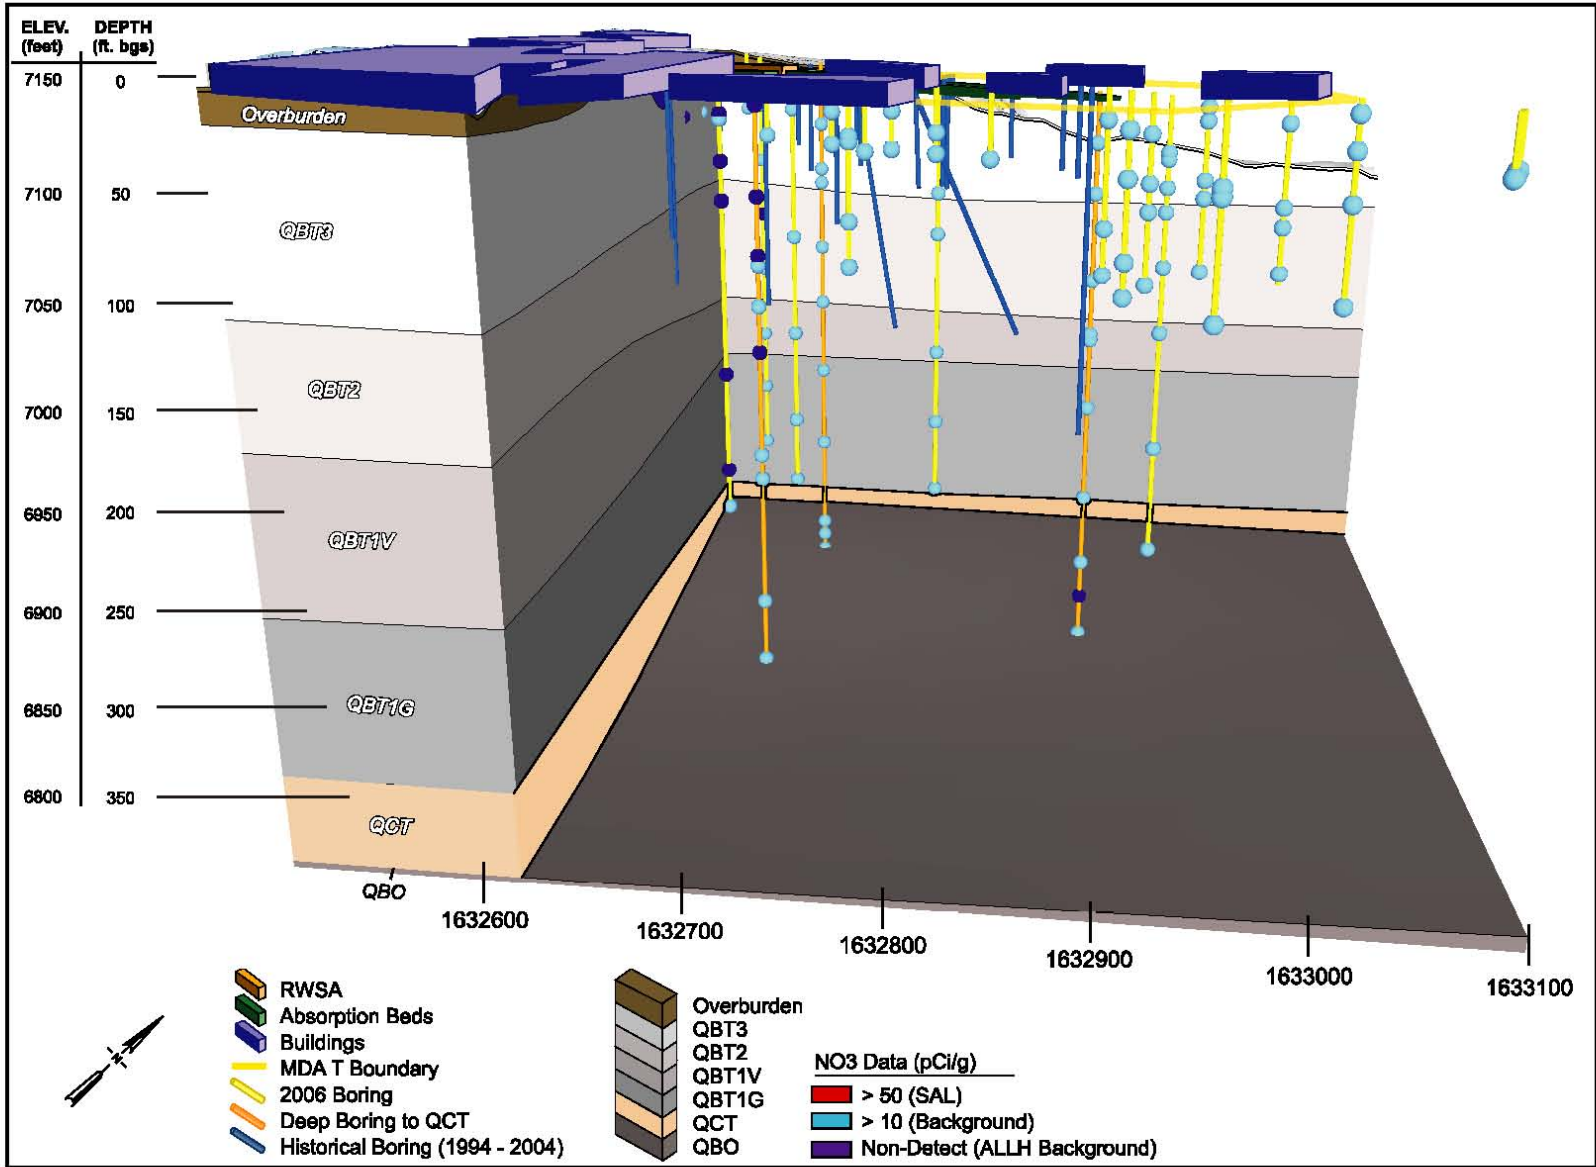 ELEV. DEPTH
(feet) (ft. bgs)
7150 0
7100 50
7050 100
7000 150
6950 200
6900 250
6850 300
6800 350
Overburden
QBT3
QBT2
QBT1V
QBT1G
QCT
QBO
1632600
1632700
1632800
1632900
1633000
1633100
N
RWSA
Absorption Beds
Buildings
MDA T Boundary
2006 Boring
Deep Boring to QCT
Historical Boring (1994 - 2004)
Overburden
QBT3
QBT2
QBT1V
QBT1G
QCT
QBO
NO3 Data (pCi/g)
> 50 (SAL)
> 10 (Background)
Non-Detect (ALLH Background)